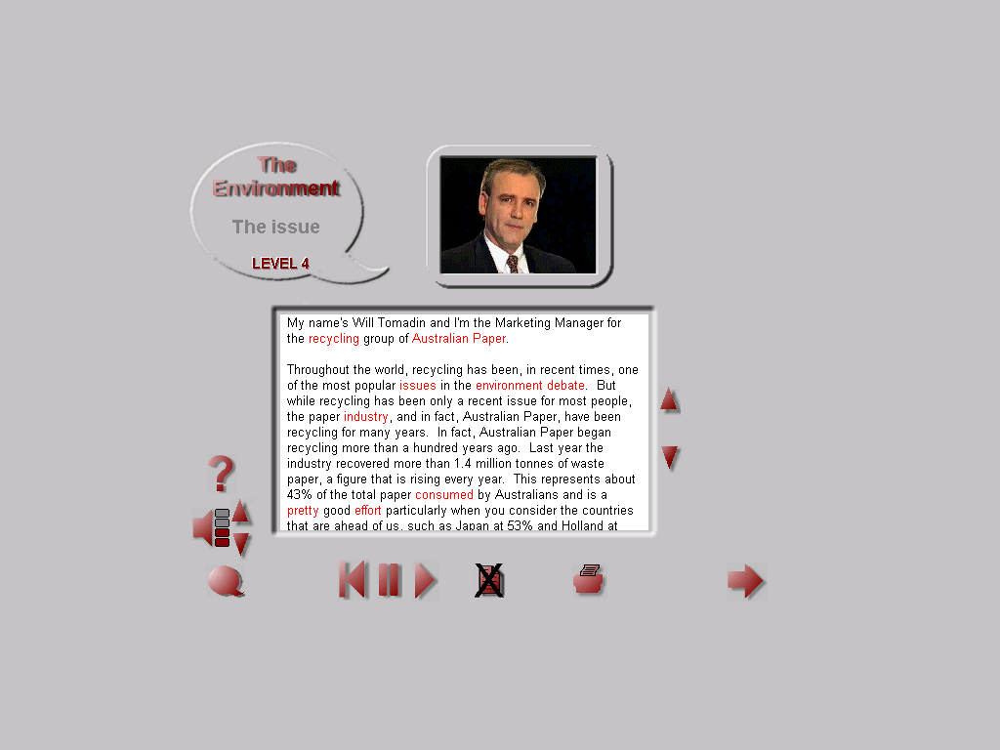 The
Environment
The issue
LEVEL 4
My name's Will Tomadin and I'm the Marketing Manager for
the recycling group of Australian Paper.
Throughout the world, recycling has been, in recent times, one
of the most popular issues in the environment debate.  But
while recycling has been only a recent issue for most people,
the paper industry, and in fact, Australian Paper, have been
recycling for many years.  In fact, Australian Paper began
recycling more than a hundred years ago.  Last year the
industry recovered more than 1.4 million tonnes of waste
paper, a figure that is rising every year.  This represents about
43% of the total paper consumed by Australians and is a
pretty good effort particularly when you consider the countries
that are ahead of us, such as Japan at 53% and Holland at
?